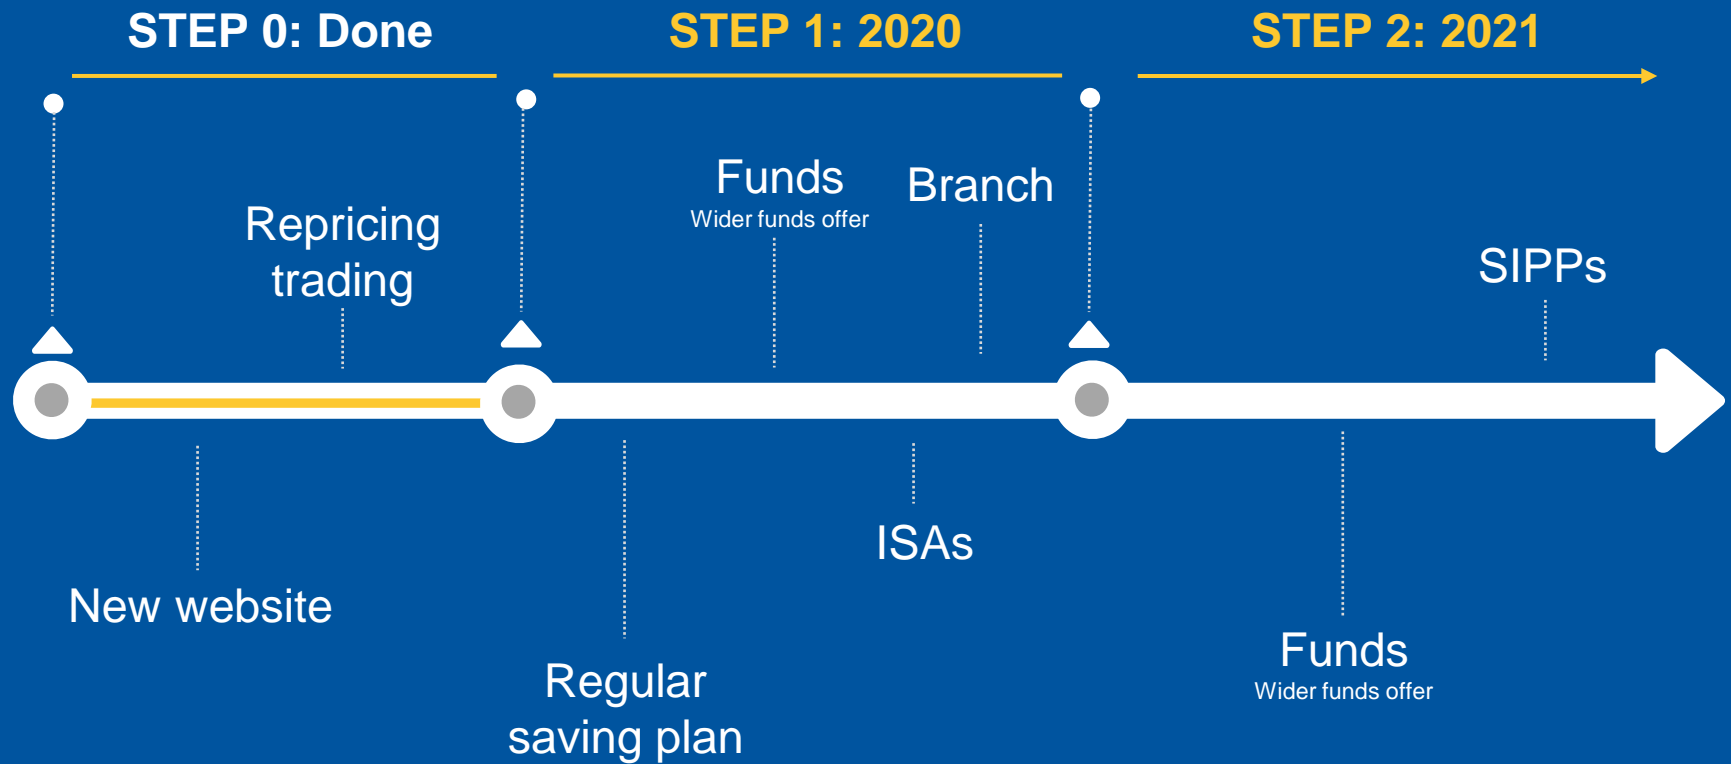 STEP 0: Done
STEP 1: 2020
STEP 2: 2021
Repricing
trading
Funds
Wider funds offer
Branch
SIPPs
New website
Regular
saving plan
ISAs
Funds
Wider funds offer